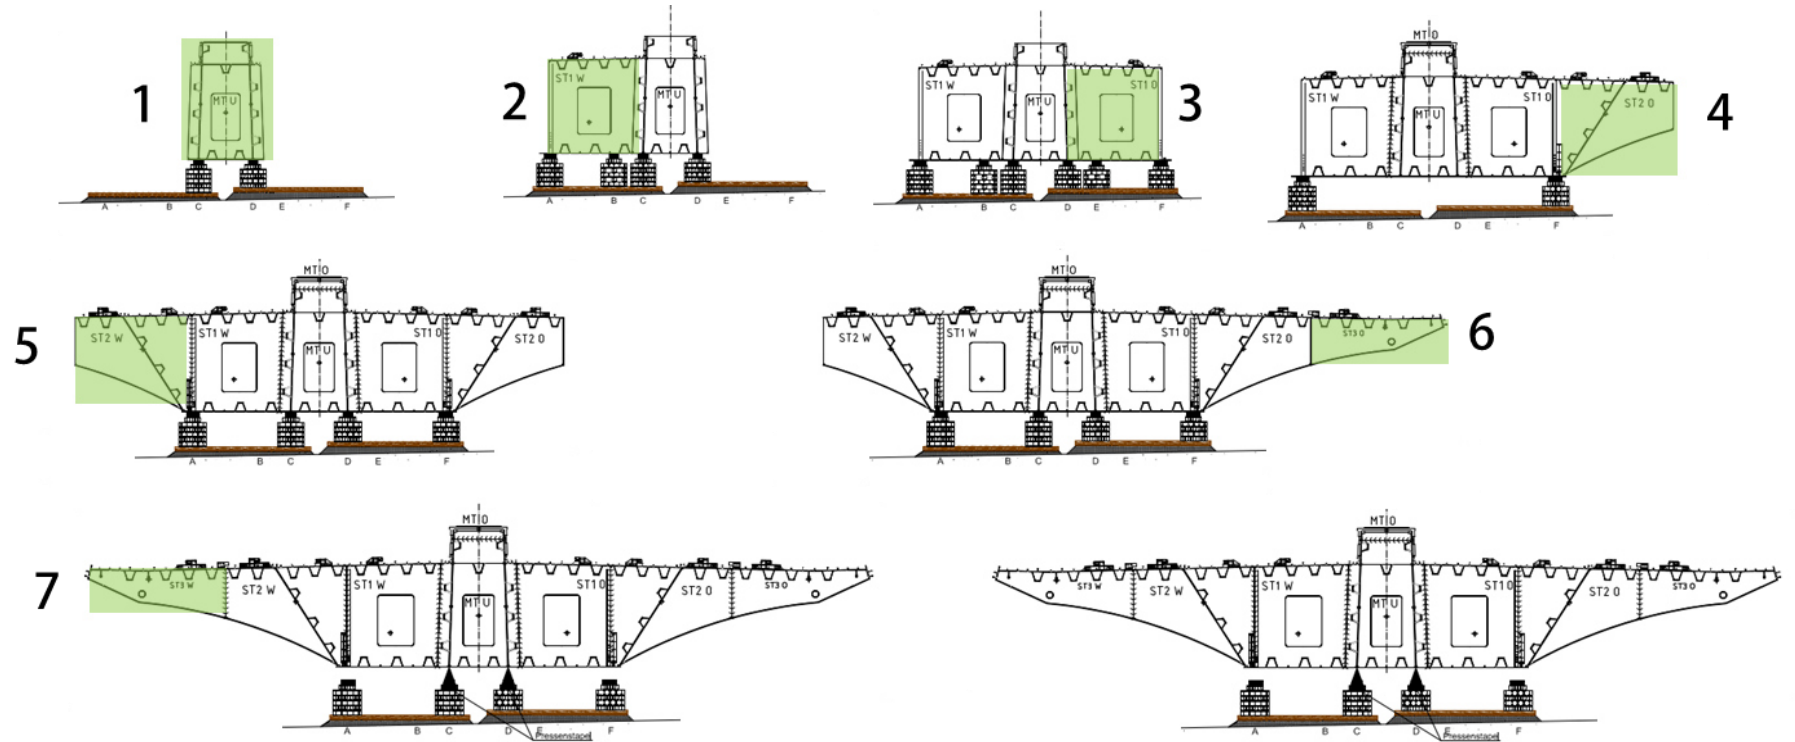 1
MT U
A B C D E F
2
ST1 W
MT U
A B C D E F
3
ST1 W
MT U
ST1 O
A B C D E F
4
MT O
ST1 W
MT U
ST1 O
ST2 O
A B C D E F
5
MT O
ST2 W
ST1 W
MT U
ST1 O
ST2 O
A B C D E F
6
MT O
ST2 W
ST1 W
MT U
ST1 O
ST2 O
ST3 O
A B C D E F
7
MT O
ST3 W
ST2 W
ST1 W
MT U
ST1 O
ST2 O
ST3 O
A B C D E F
Pressenstapel
MT O
ST3 W
ST2 W
ST1 W
MT U
ST1 O
ST2 O
ST3 O
A B C D E F
Pressenstapel